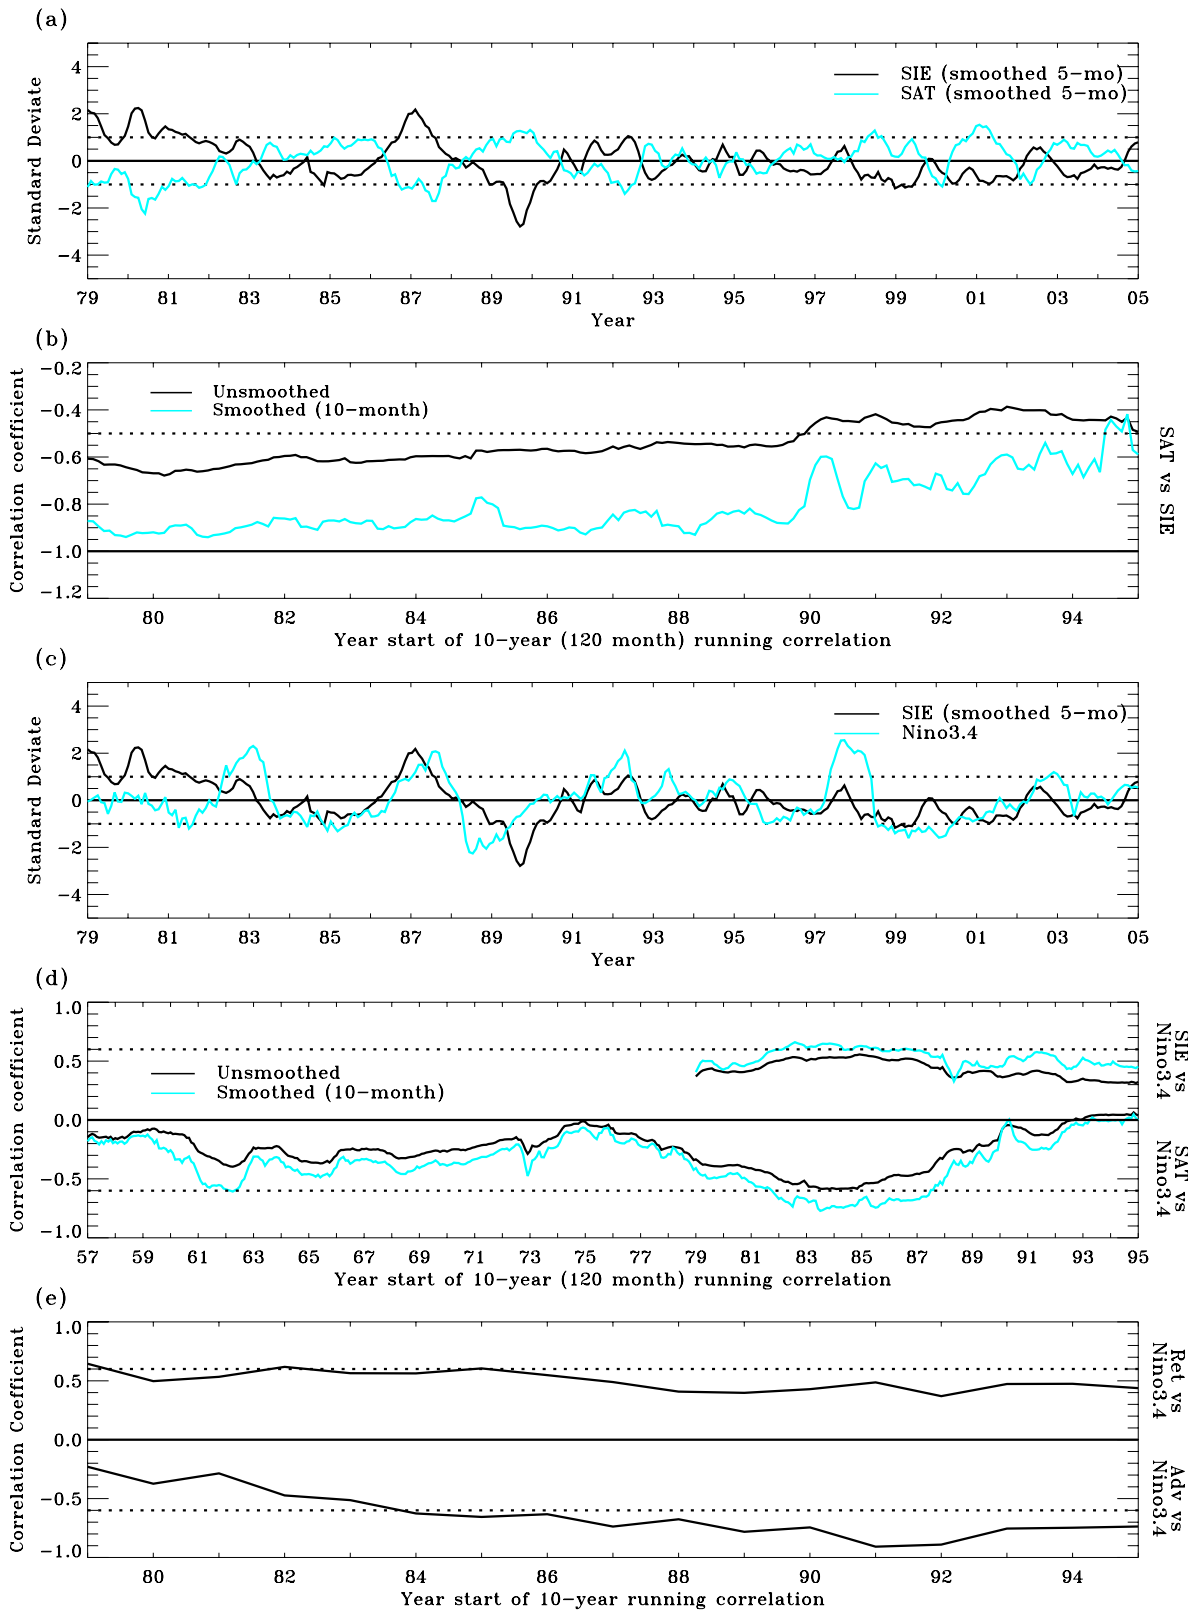 (a)
Standard Deviate
4
2
0
−2
−4
SIE (smoothed 5−mo)
SAT (smoothed 5−mo)
79 81 83 85 87 89 91 93 95 97 99 01 03 05
Year
(b)
Correlation coefficient
−0.2
−0.4
−0.6
−0.8
−1.0
−1.2
Unsmoothed
Smoothed (10−month)
SAT vs SIE
80 82 84 86 88 90 92 94
Year start of 10−year (120 month) running correlation
(c)
Standard Deviate
4
2
0
−2
−4
SIE (smoothed 5−mo)
Nino3.4
79 81 83 85 87 89 91 93 95 97 99 01 03 05
Year
(d)
Correlation coefficient
1.0
0.5
0.0
−0.5
−1.0
Unsmoothed
Smoothed (10−month)
SIE vs
Nino3.4
SAT vs
Nino3.4
57 59 61 63 65 67 69 71 73 75 77 79 81 83 85 87 89 91 93 95
Year start of 10−year (120 month) running correlation
(e)
Correlation Coefficient
1.0
0.5
0.0
−0.5
−1.0
Ret vs
Nino3.4
Adv vs
Nino3.4
80 82 84 86 88 90 92 94
Year start of 10−year running correlation